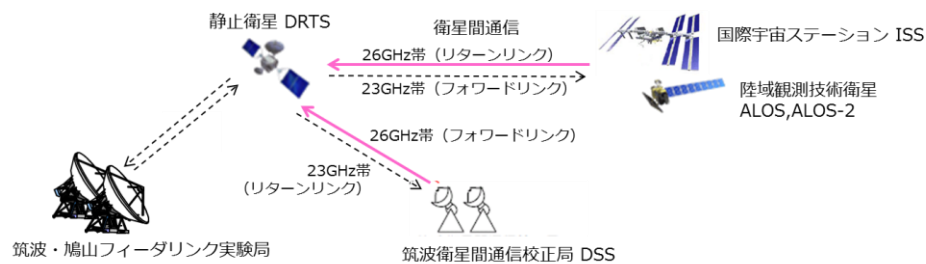 静止衛星 DRTS
衛星間通信
26GHz帯（リターンリンク）
23GHz帯（フォワードリンク）
国際宇宙ステーション ISS
陸域観測技術衛星
ALOS,ALOS-2
26GHz帯（フォワードリンク）
23GHz帯
（リターンリンク）
筑波・鳩山フィーダリンク実験局
筑波衛星間通信校正局 DSS